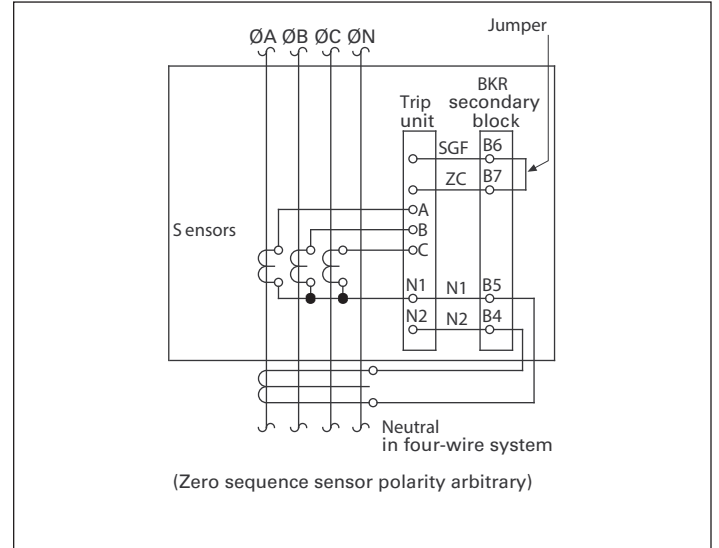 Jumper
ØA ØB ØC ØN
BKR
Trip secondary
unit block
SGF B6
ZC B7
A
B
Sensors
C
N1 N1 B5
N2 N2 B4
Neutral
in four-wire system
(Zero sequence sensor polarity arbitrary)